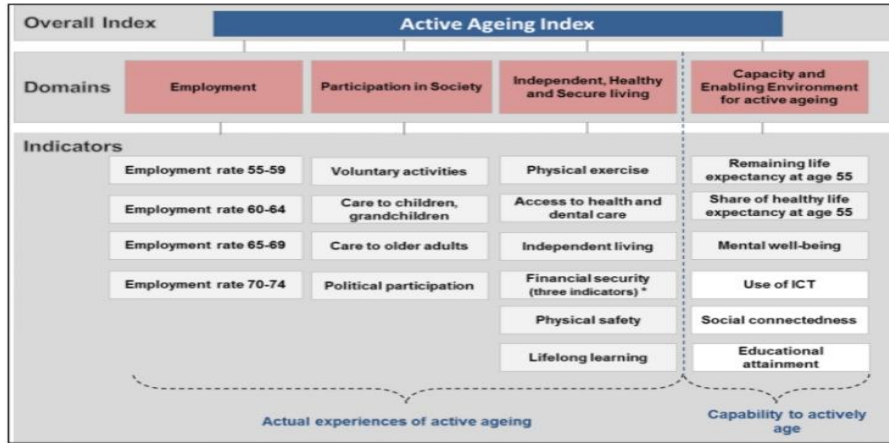 Overall Index
Active Ageing Index
Domains
Employment
Participation in Society
Independent, Healthy
and Secure living
Capacity and
Enabling Environment
for active ageing
Indicators
Employment rate 55-59
Employment rate 60-64
Employment rate 65-69
Employment rate 70-74
Voluntary activities
Care to children,
grandchildren
Care to older adults
Political participation
Physical exercise
Access to health and
dental care
Independent living
Financial security
(three indicators) *
Physical safety
Lifelong learning
Remaining life
expectancy at age 55
Share of healthy life
expectancy at age 55
Mental well-being
Use of ICT
Social connectedness
Educational
attainment
Actual experiences of active ageing
Capability to actively
age